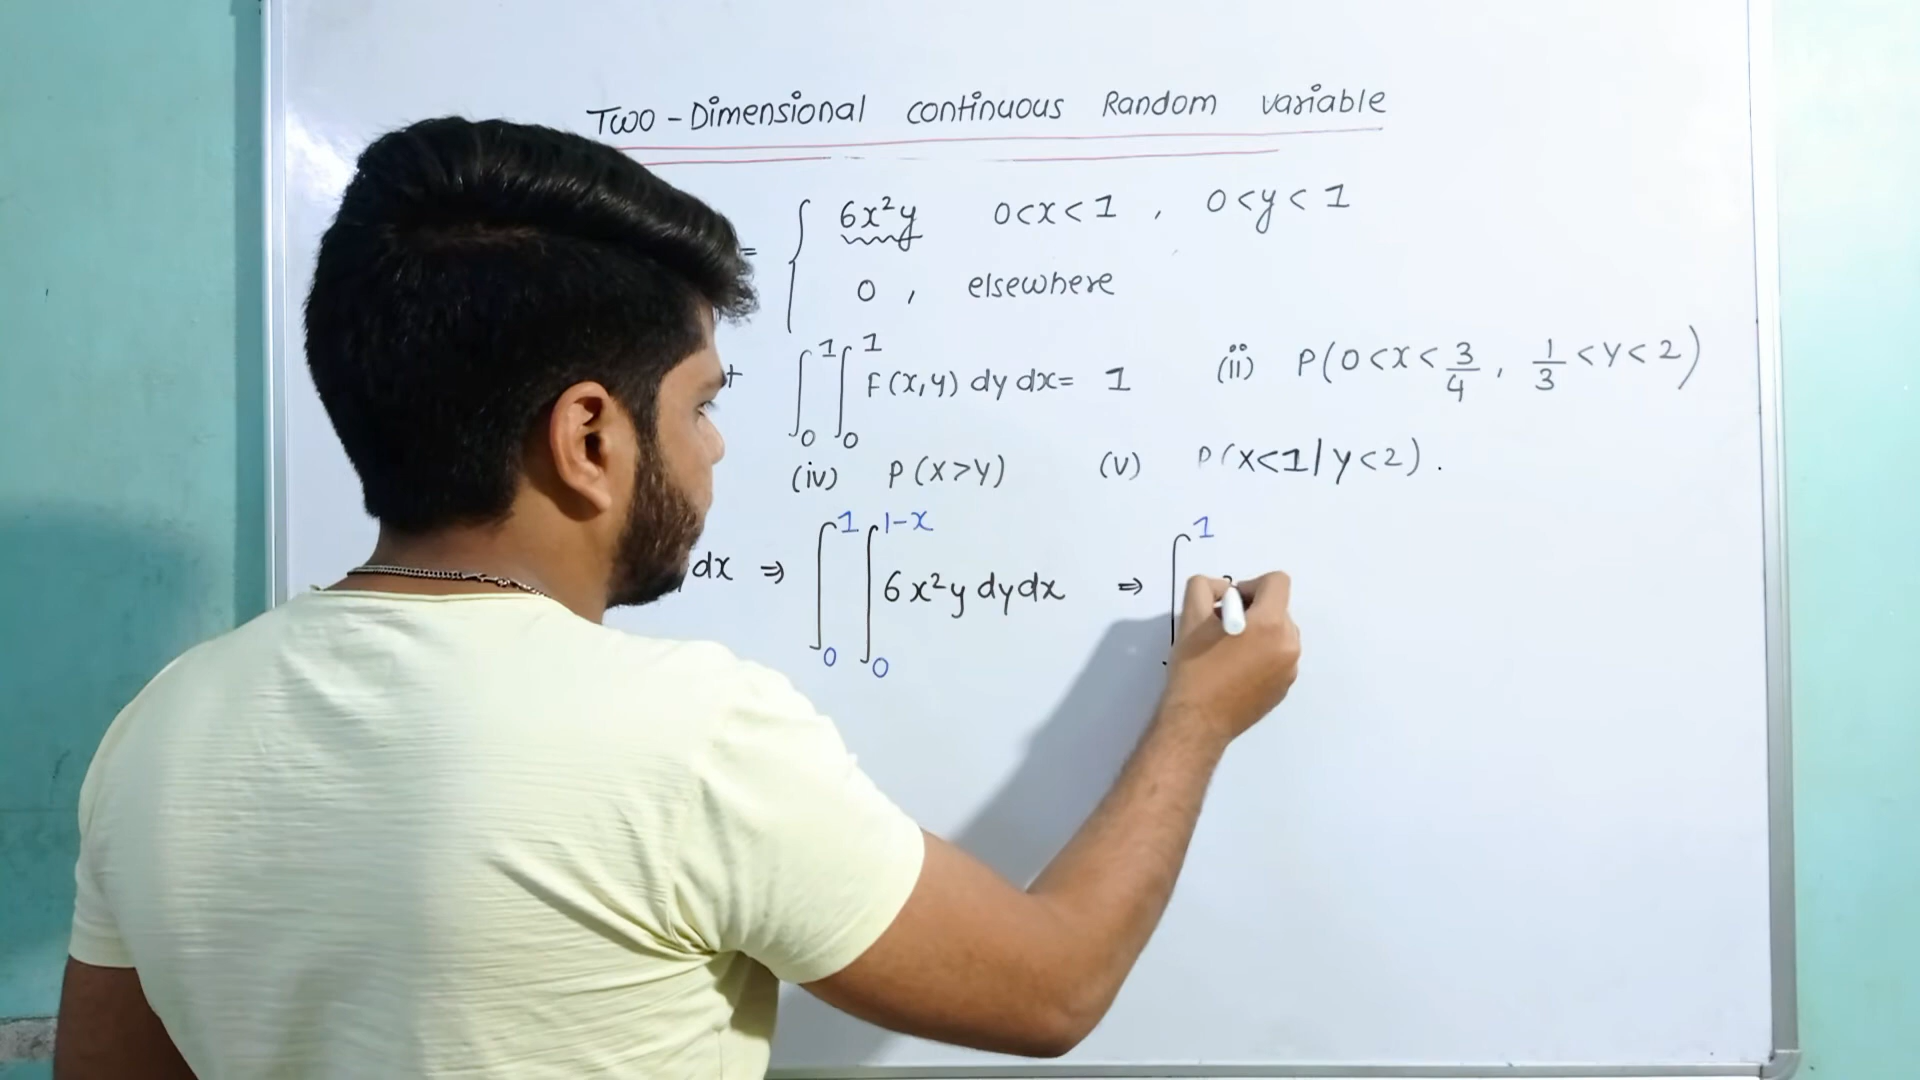 Two-Dimensional continuous Random variable
= { 6x²y 0<x<1 , 0<y<1
0 , elsewhere
∫₀¹ ∫₀¹ F(x,y) dy dx = 1 (ii) P(0<x<3/4, 1/3<Y<2)
(iv) P(X>Y) (v) P(X<1/Y<2).
dx ⇒ ∫₀¹ ∫₀¹⁻ˣ 6x²y dydx ⇒ ∫ 1